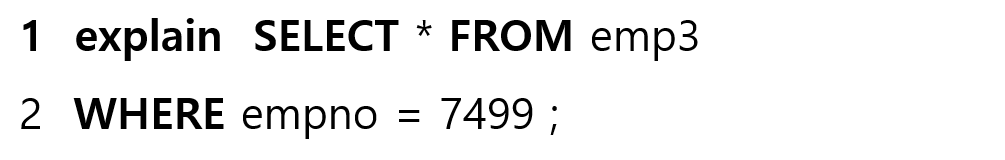 1 explain SELECT * FROM emp3
2 WHERE empno = 7499 ;